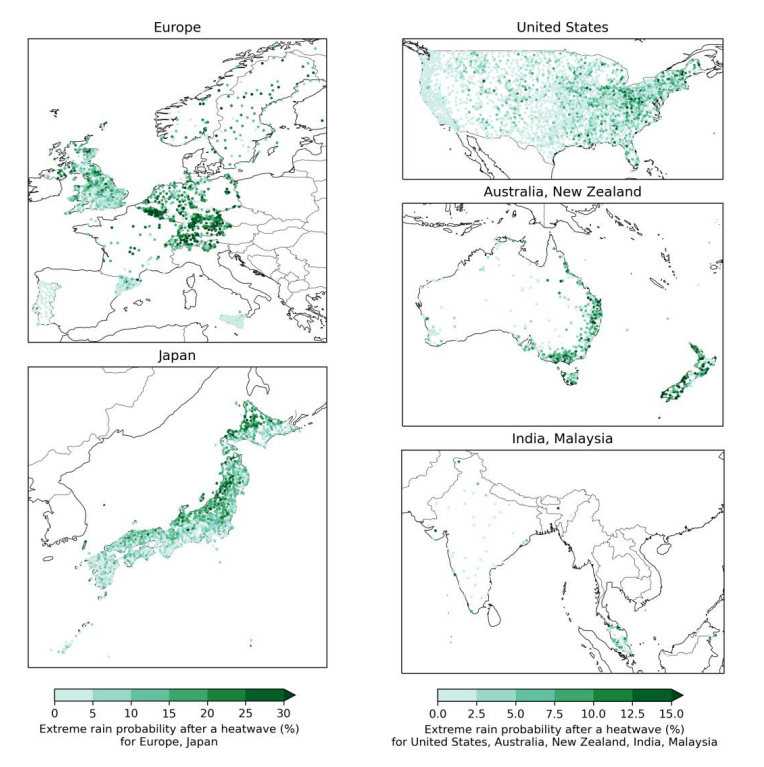 Europe
United States
Australia, New Zealand
Japan
India, Malaysia
0 5 10 15 20 25 30
Extreme rain probability after a heatwave (%)
for Europe, Japan
0.0 2.5 5.0 7.5 10.0 12.5 15.0
Extreme rain probability after a heatwave (%)
for United States, Australia, New Zealand, India, Malaysia